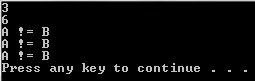 3
6
A != B
A != B
A != B
Press any key to continue . . .